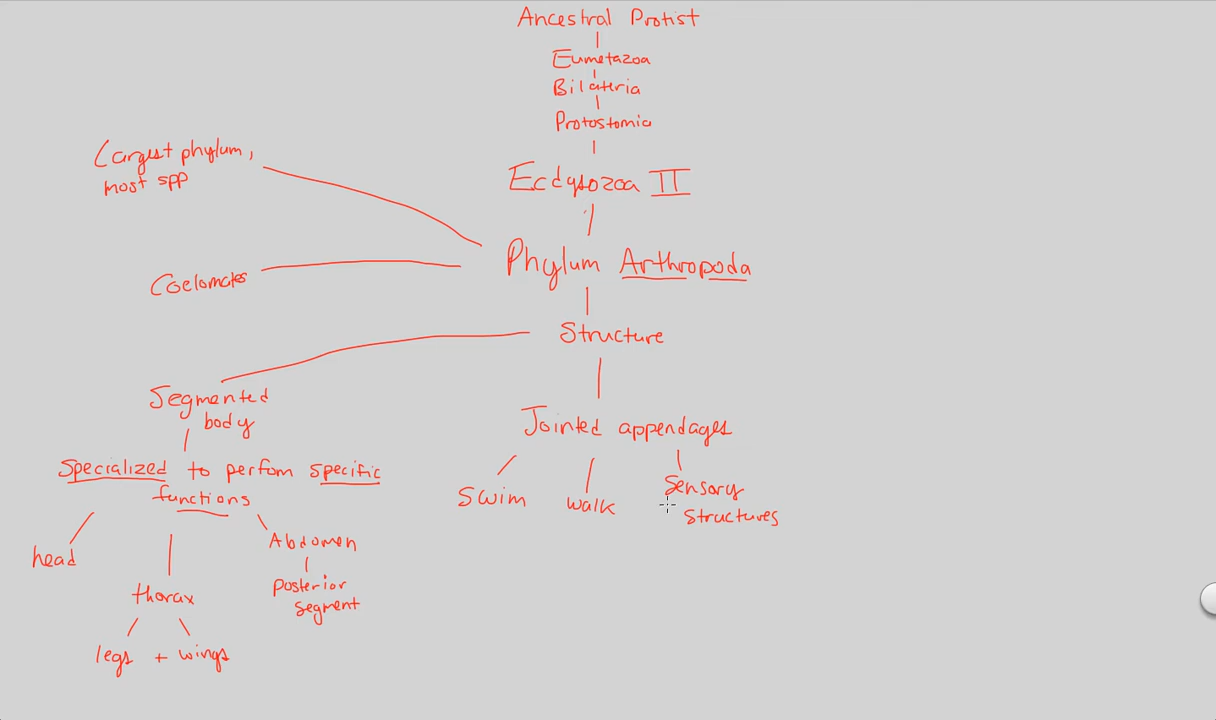 Ancestral Protist
Eumetazoa
Bilateria
Protostomia
Ecdysozoa II
Largest phylum,
most spp
Phylum Arthropoda
Coelomates
Structure
Segmented
body
Jointed appendages
Specialized to perfom specific
functions
Swim
walk
Sensory
structures
head
thorax
Abdomen
posterior
segment
legs + wings